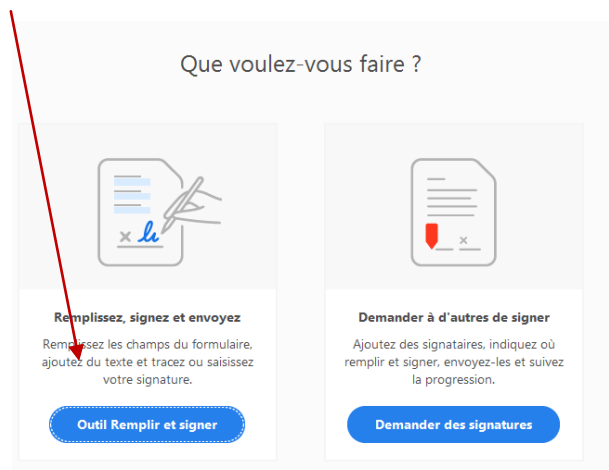 Que voulez-vous faire ?
Remplissez, signez et envoyez
Remplissez les champs du formulaire,
ajoutez du texte et tracez ou saisissez
votre signature.
Outil Remplir et signer
Demander à d'autres de signer
Ajoutez des signataires, indiquez où
remplir et signer, envoyez-les et suivez
la progression.
Demander des signatures